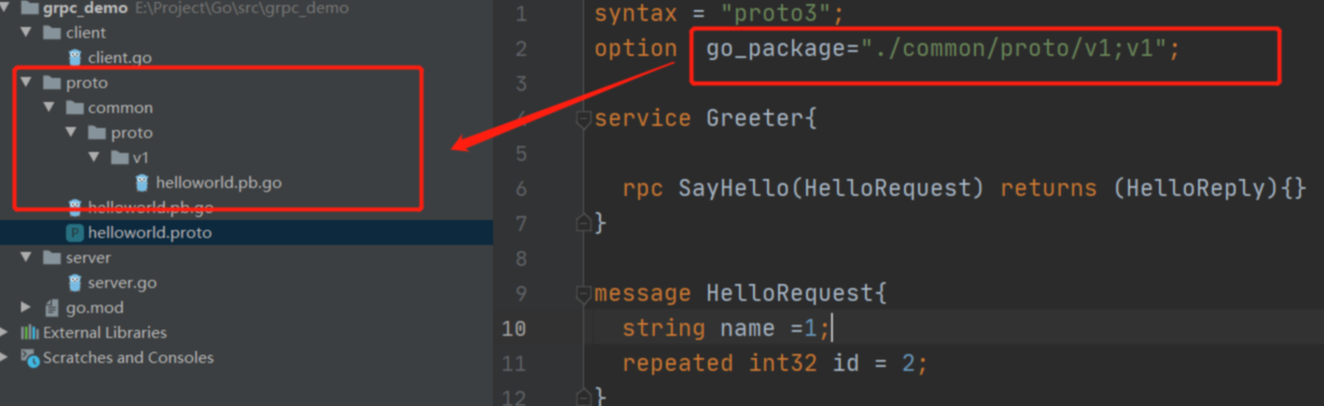 grpc_demo E:\Project\Go\src\grpc_demo
client
client.go
proto
common
proto
v1
helloworld.pb.go
helloworld.pb.go
helloworld.proto
server
server.go
go.mod
External Libraries
Scratches and Consoles
1 syntax = "proto3";
2 option go_package="./common/proto/v1;v1";
3
4 service Greeter{
5
6 rpc SayHello(HelloRequest) returns (HelloReply){}
7 }
8
9 message HelloRequest{
10 string name =1;
11 repeated int32 id = 2;
12 }